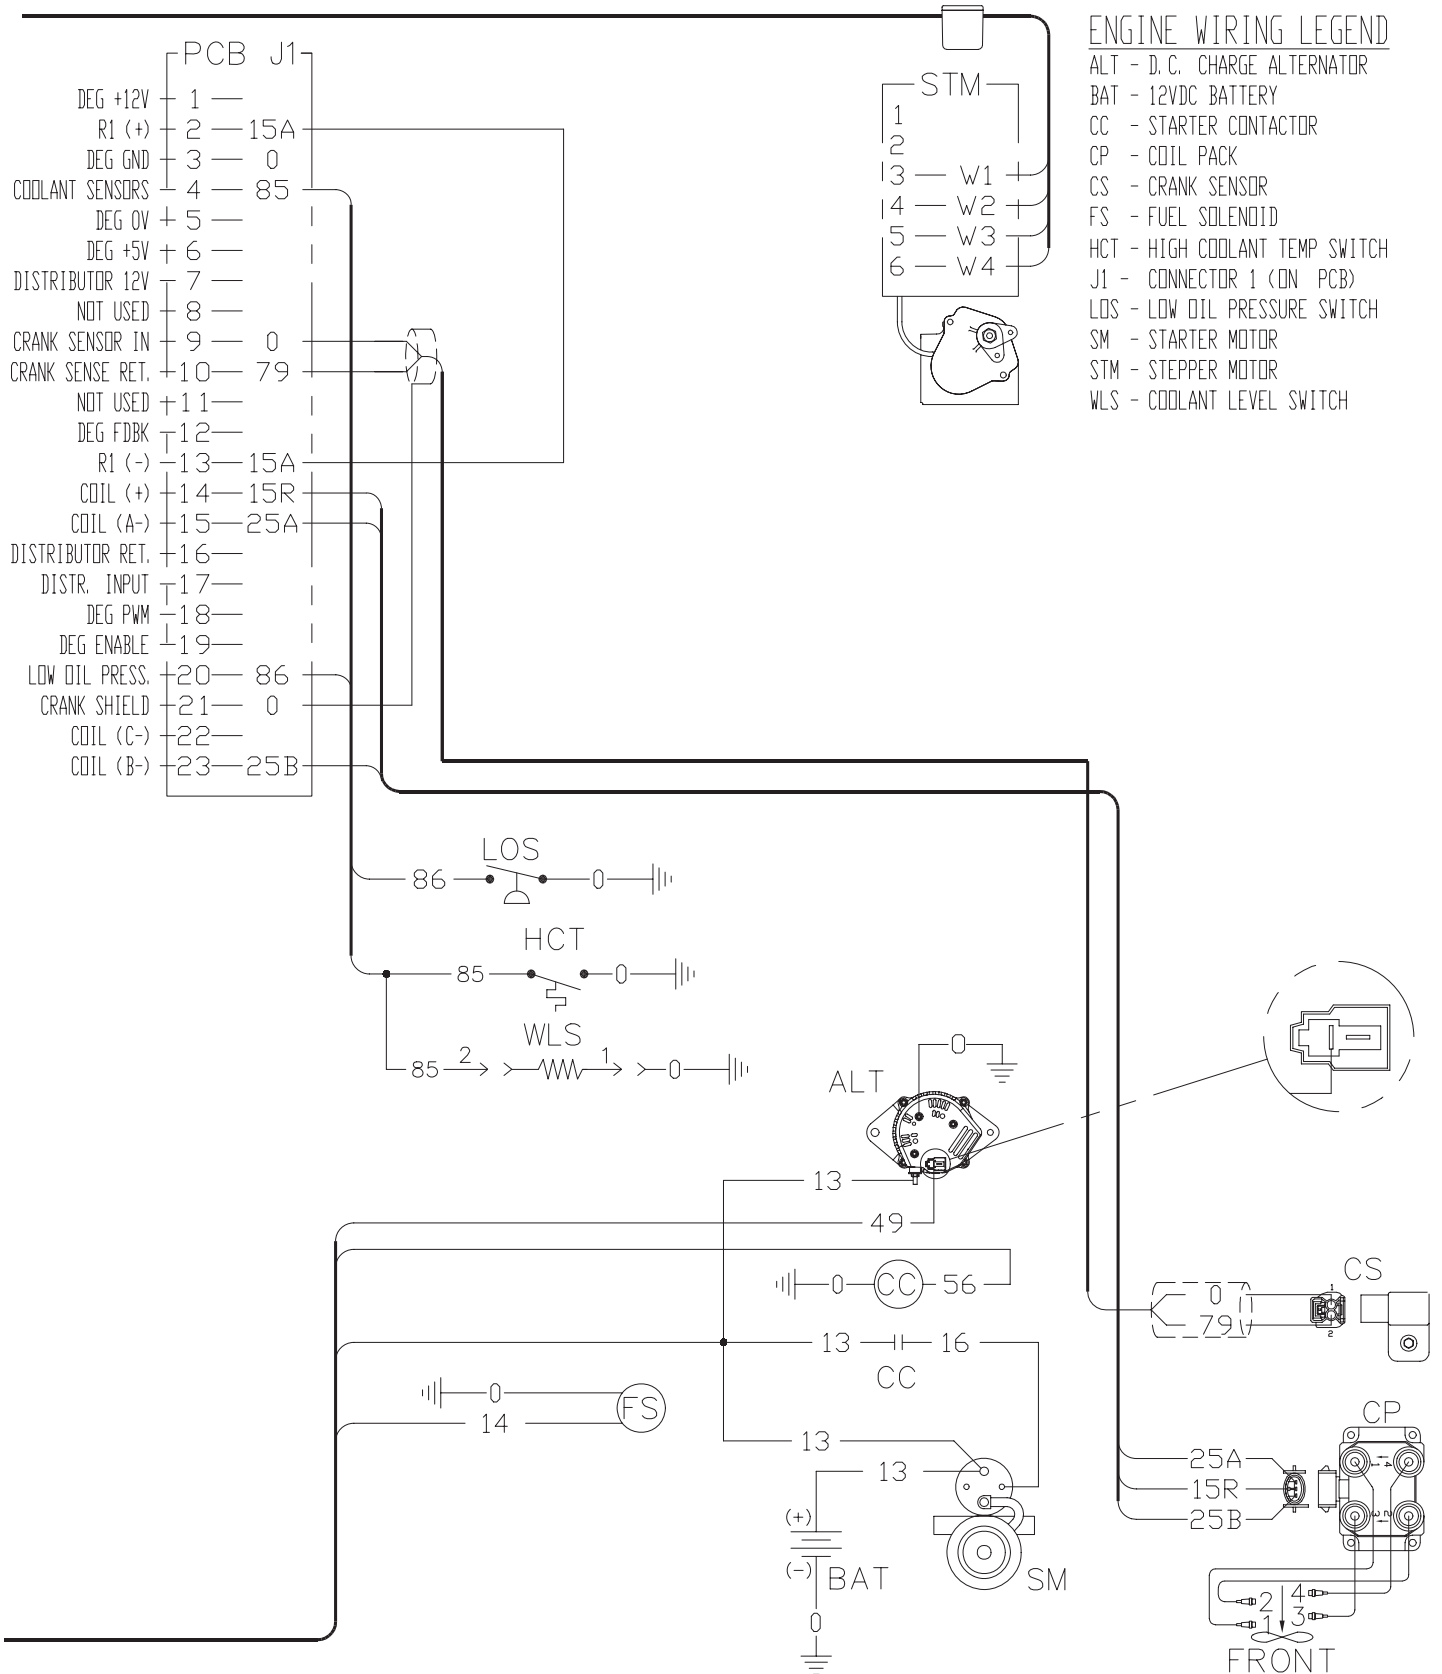 PCB J1
DEG +12V 1
R1 (+) 2 15A
DEG GND 3 0
COOLANT SENSORS 4 85
DEG 0V 5
DEG +5V 6
DISTRIBUTOR 12V 7
NOT USED 8
CRANK SENSOR IN 9 0
CRANK SENSE RET. 10 79
NOT USED 11
DEG FDBK 12
R1 (-) 13 15A
COIL (+) 14 15R
COIL (A-) 15 25A
DISTRIBUTOR RET. 16
DISTR. INPUT 17
DEG PWM 18
DEG ENABLE 19
LOW OIL PRESS. 20 86
CRANK SHIELD 21 0
COIL (C-) 22
COIL (B-) 23 25B
STM
1
2
3 W1
4 W2
5 W3
6 W4
ENGINE WIRING LEGEND
ALT - D.C. CHARGE ALTERNATOR
BAT - 12VDC BATTERY
CC - STARTER CONTACTOR
CP - COIL PACK
CS - CRANK SENSOR
FS - FUEL SOLENOID
HCT - HIGH COOLANT TEMP SWITCH
J1 - CONNECTOR 1 (ON PCB)
LOS - LOW OIL PRESSURE SWITCH
SM - STARTER MOTOR
STM - STEPPER MOTOR
WLS - COOLANT LEVEL SWITCH
LOS
86 0
HCT
85 0
WLS
85 2 1 0
ALT
0
13
49
0 CC 56
13 16
CC
0
FS
14
13
13
(+)
(-)
BAT
0
SM
CS
0
79
1
2
CP
25A
15R
25B
1 4
3 2
2 4
1 3
FRONT